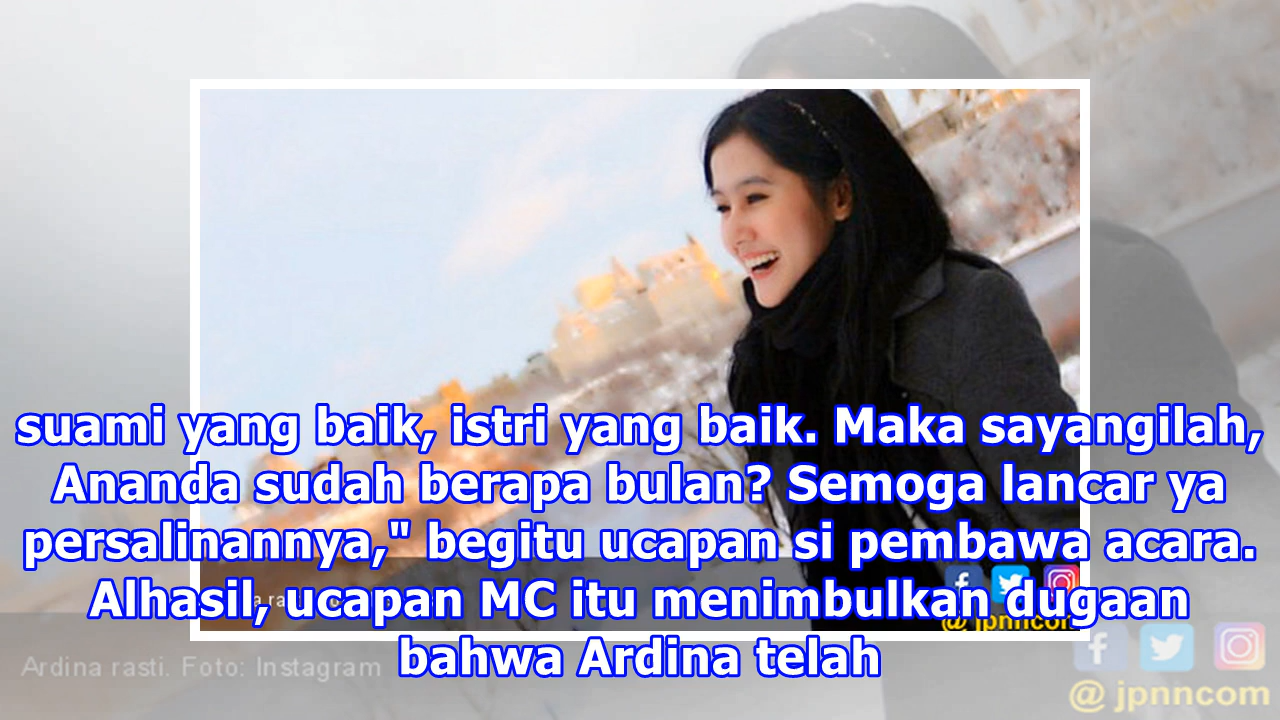 suami yang baik, istri yang baik. Maka sayangilah,
Ananda sudah berapa bulan? Semoga lancar ya
persalinannya," begitu ucapan si pembawa acara.
Alhasil, ucapan MC itu menimbulkan dugaan
bahwa Ardina telah
Ardina rasti. Foto: Instagram
@ jpnncom
@ jpnncom